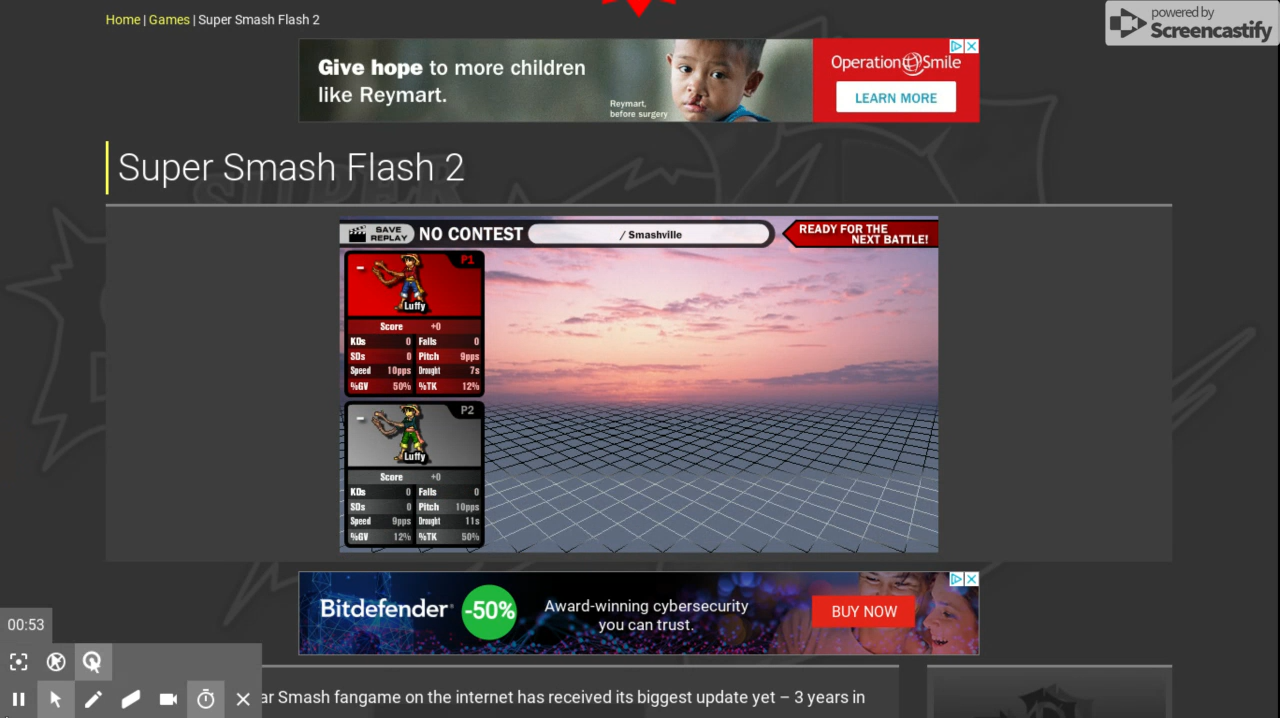 Home | Games | Super Smash Flash 2
powered by
Screencastify
Give hope to more children
like Reymart.
Reymart,
before surgery
Operation Smile
LEARN MORE
Super Smash Flash 2
SAVE
REPLAY
NO CONTEST
/ Smashville
READY FOR THE
NEXT BATTLE!
P1
Luffy
Score +0
KOs 0 Falls 0
SDs 0 Pitch 9pps
Speed 10pps Drought 7s
%GV 50% %TK 12%
P2
Luffy
Score +0
KOs 0 Falls 0
SDs 0 Pitch 10pps
Speed 9pps Drought 11s
%GV 12% %TK 50%
Bitdefender
-50%
Award-winning cybersecurity
you can trust.
BUY NOW
00:53
ar Smash fangame on the internet has received its biggest update yet – 3 years in